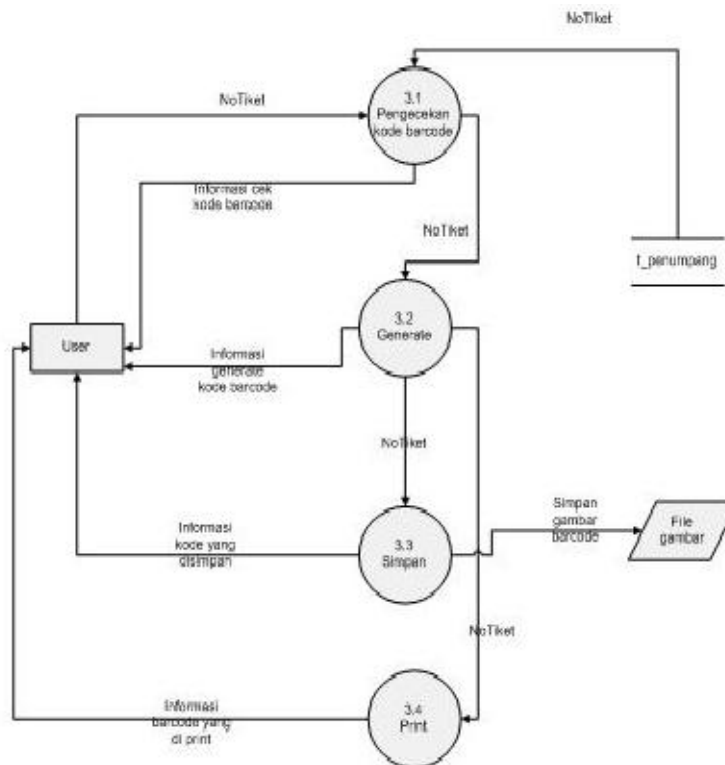 NoTiket
NoTiket
3.1
Pengecekan
kode barcode
Informasi cek
kode barcode
NoTiket
t_penumpang
3.2
Generate
User
Informasi
generate
kode barcode
NoTiket
Simpan
gambar
barcode
File
gambar
Informasi
kode yang
disimpan
3.3
Simpan
NoTiket
Informasi
barcode yang
di print
3.4
Print